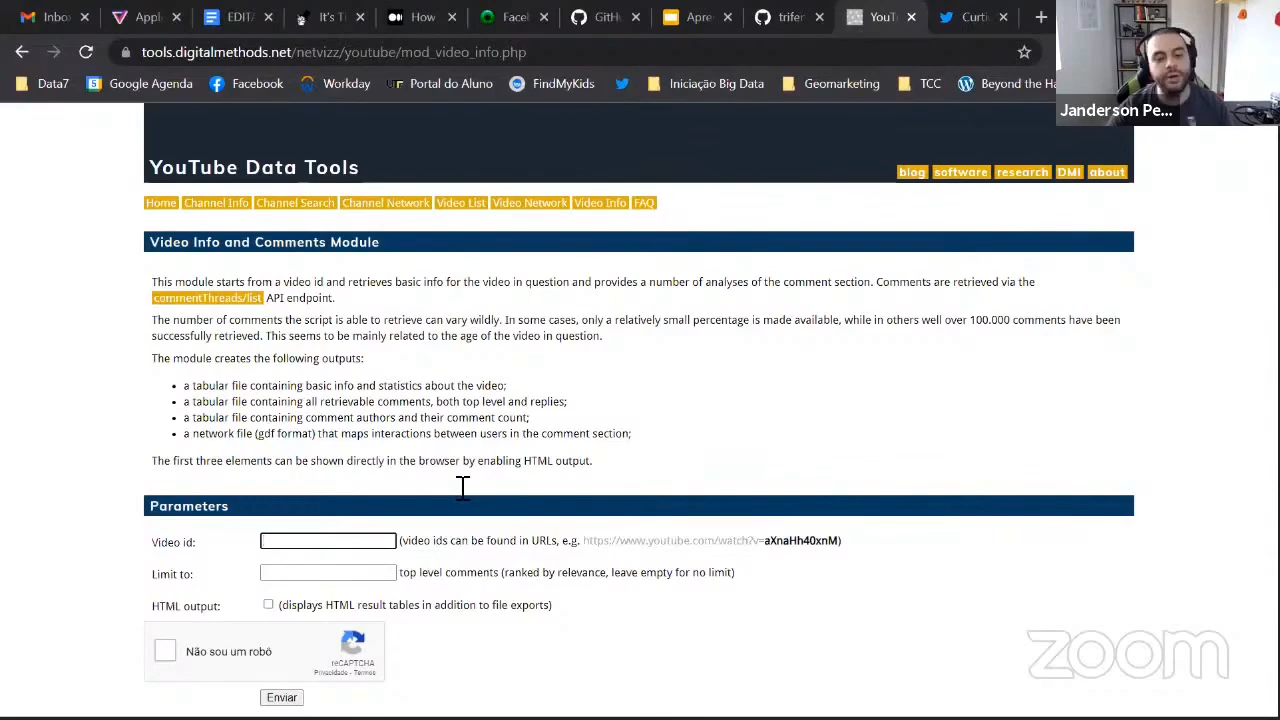 Inbox
Appli
EDITA
It's T
How
Facel
GitH
Apre
trifer
YouT
Curti
tools.digitalmethods.net/netvizz/youtube/mod_video_info.php
Data7
Google Agenda
Facebook
Workday
Portal
FindMyKids
Iniciação Big Data
Geomarketing
TCC
Beyond the Ha
Janderson Pe...
YouTube Data Tools
blog software research DMI about
Home Channel Info Channel Search Channel Network Video List Video Network Video Info FAQ
Video Info and Comments Module
This module starts from a video id and retrieves basic info for the video in question and provides a number of analyses of the comment section. Comments are retrieved via the
commentThreads/list API endpoint.
The number of comments the script is able to retrieve can vary wildly. In some cases, only a relatively small percentage is made available, while in others well over 100.000 comments have been
successfully retrieved. This seems to be mainly related to the age of the video in question.
The module creates the following outputs:
• a tabular file containing basic info and statistics about the video;
• a tabular file containing all retrievable comments, both top level and replies;
• a tabular file containing comment authors and their comment count;
• a network file (gdf format) that maps interactions between users in the comment section;
The first three elements can be shown directly in the browser by enabling HTML output.
Parameters
Video id: (video ids can be found in URLs, e.g. https://www.youtube.com/watch?v=aXnaHh40xnM)
Limit to: top level comments (ranked by relevance, leave empty for no limit)
HTML output: (displays HTML result tables in addition to file exports)
Não sou um robô
reCAPTCHA
Privacidade - Termos
Enviar
zoom